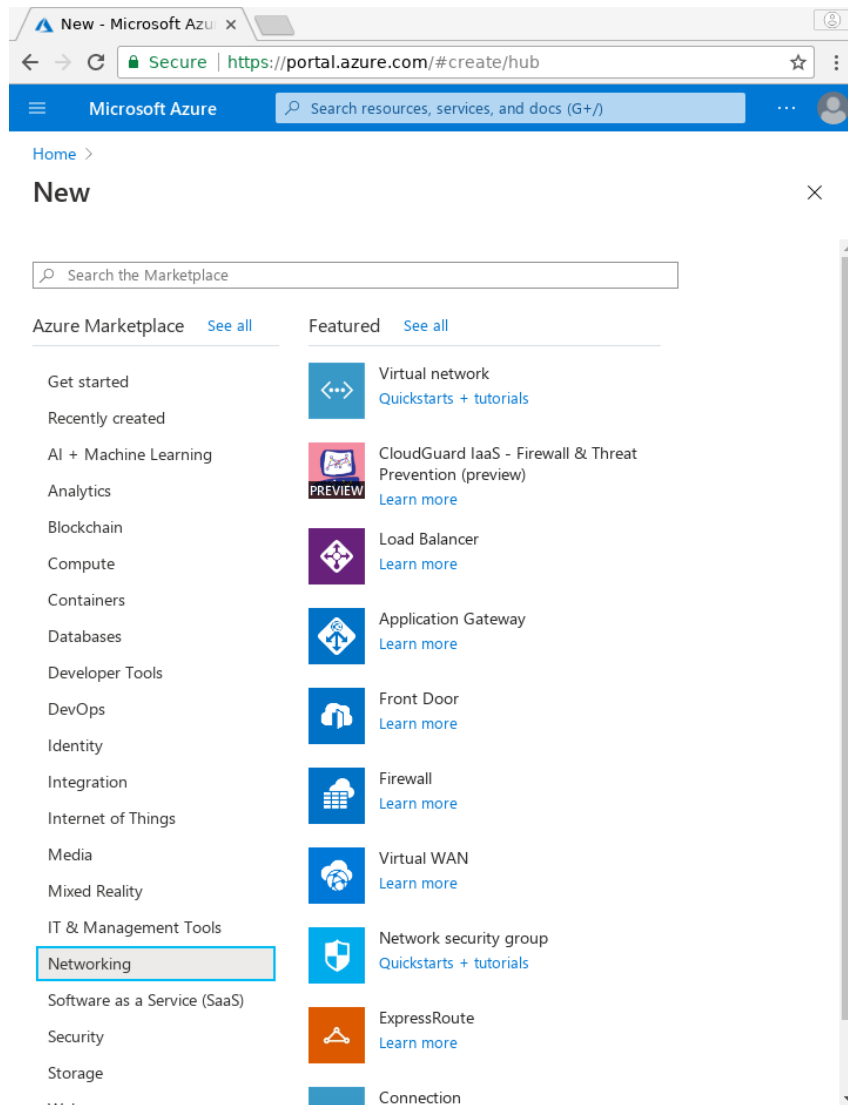 New - Microsoft Azu
Secure https://portal.azure.com/#create/hub
Microsoft Azure
Search resources, services, and docs (G+/)
Home >
New
Search the Marketplace
Azure Marketplace See all
Get started
Recently created
AI + Machine Learning
Analytics
Blockchain
Compute
Containers
Databases
Developer Tools
DevOps
Identity
Integration
Internet of Things
Media
Mixed Reality
IT & Management Tools
Networking
Software as a Service (SaaS)
Security
Storage
Featured See all
Virtual network
Quickstarts + tutorials
PREVIEW
CloudGuard IaaS - Firewall & Threat
Prevention (preview)
Learn more
Load Balancer
Learn more
Application Gateway
Learn more
Front Door
Learn more
Firewall
Learn more
Virtual WAN
Learn more
Network security group
Quickstarts + tutorials
ExpressRoute
Learn more
Connection